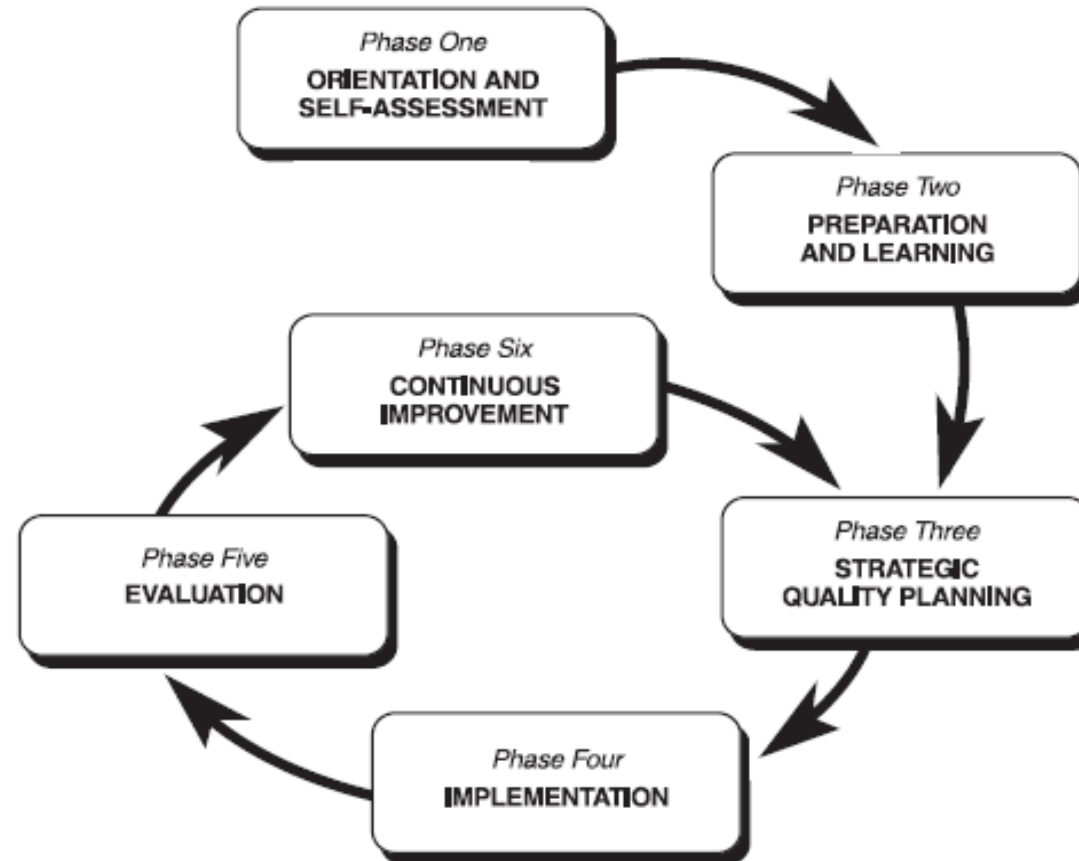 Phase One
ORIENTATION AND
SELF-ASSESSMENT
Phase Two
PREPARATION
AND LEARNING
Phase Three
STRATEGIC
QUALITY PLANNING
Phase Four
IMPLEMENTATION
Phase Five
EVALUATION
Phase Six
CONTINUOUS
IMPROVEMENT